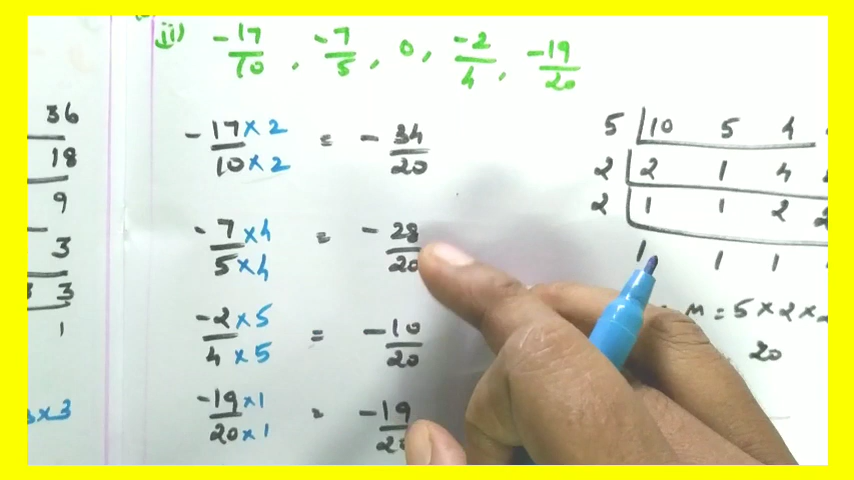 ii) -17/10, -7/5, 0, -2/4, -19/20
36
18
9
3
3
1
×3
-17×2/10×2 = -34/20
-7×4/5×4 = -28/20
-2×5/4×5 = -10/20
-19×1/20×1 = -19/20
5 | 10 5 4
2 | 2 1 4
2 | 1 1 2 2
1 1 1
M = 5×2×2
20